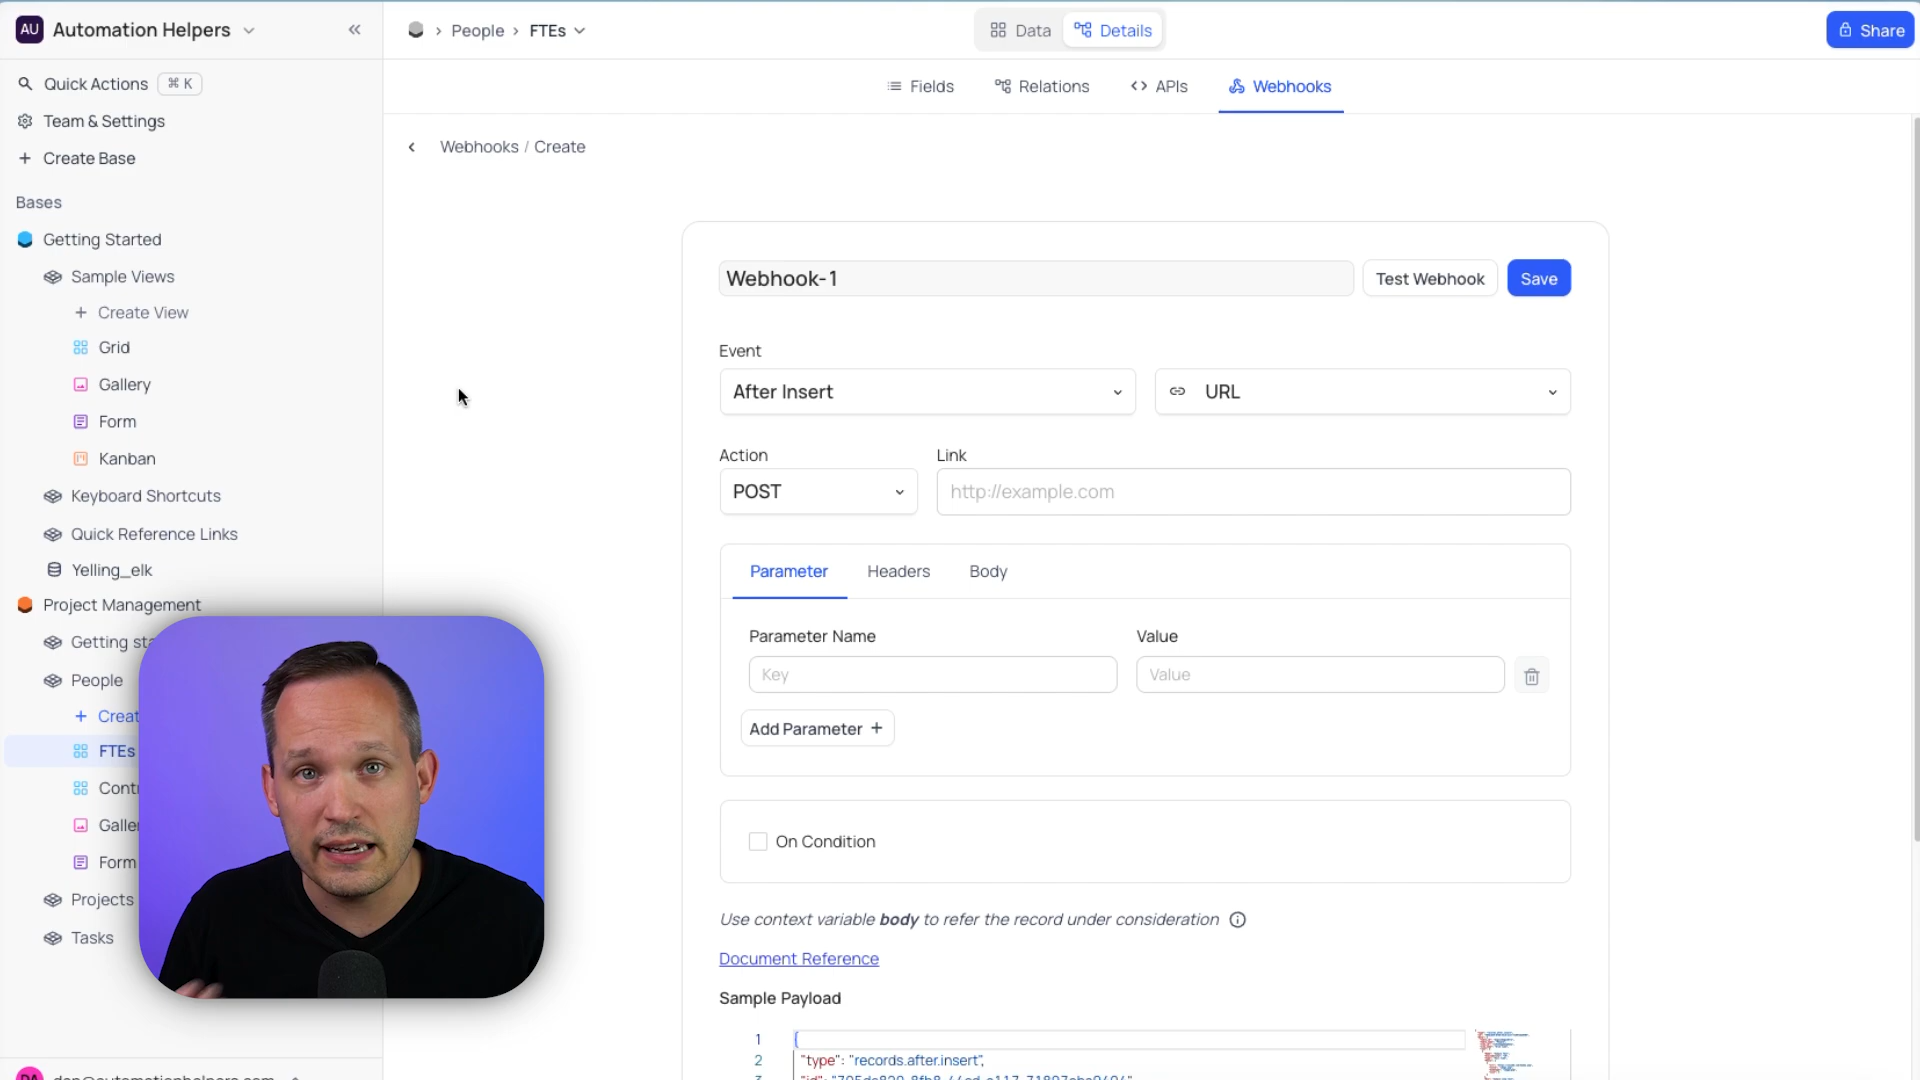 AU Automation Helpers
People › FTEs
Data
Details
Share
Quick Actions ⌘ K
Team & Settings
+ Create Base
Fields
Relations
<> APIs
Webhooks
Webhooks / Create
Bases
Getting Started
Sample Views
+ Create View
Grid
Gallery
Form
Kanban
Keyboard Shortcuts
Quick Reference Links
Yelling_elk
Project Management
Getting sta
People
+ Creat
FTEs
Cont
Galle
Form
Projects
Tasks
Webhook-1
Test Webhook
Save
Event
After Insert
URL
Action
Link
POST
http://example.com
Parameter
Headers
Body
Parameter Name
Value
Key
Value
Add Parameter +
On Condition
Use context variable body to refer the record under consideration
Document Reference
Sample Payload
1 {
2 "type": "records.after.insert",